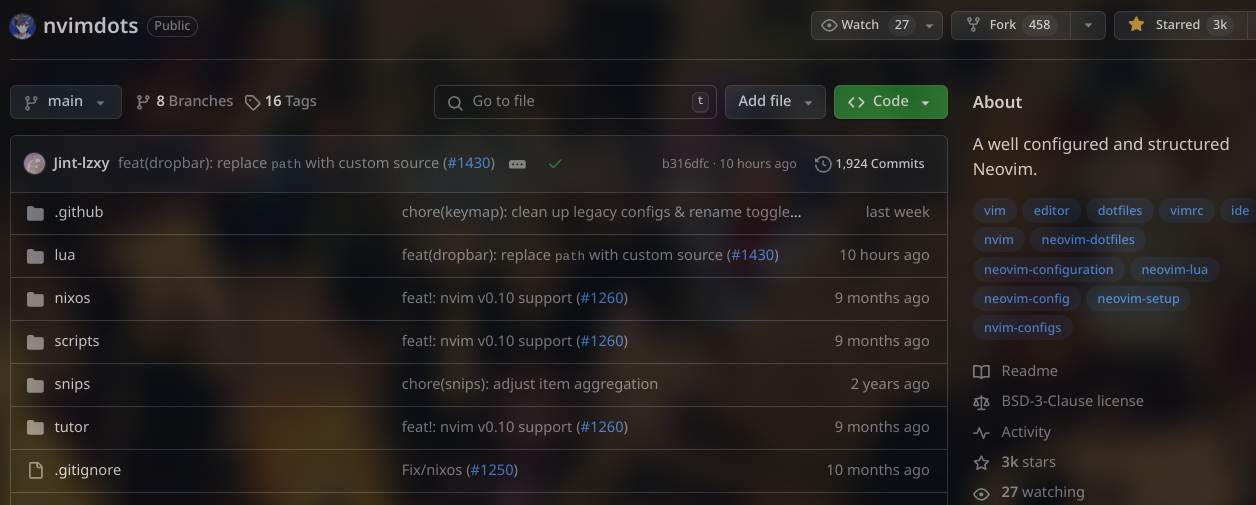 nvimdots Public Watch 27 Fork 458 Starred 3k
main 8 Branches 16 Tags Go to file t Add file Code
About
A well configured and structured
Neovim.
vim editor dotfiles vimrc ide
nvim neovim-dotfiles
neovim-configuration neovim-lua
neovim-config neovim-setup
nvim-configs
Readme
BSD-3-Clause license
Activity
3k stars
27 watching
Jint-lzxy feat(dropbar): replace path with custom source (#1430) b316dfc · 10 hours ago 1,924 Commits
.github chore(keymap): clean up legacy configs & rename toggle... last week
lua feat(dropbar): replace path with custom source (#1430) 10 hours ago
nixos feat!: nvim v0.10 support (#1260) 9 months ago
scripts feat!: nvim v0.10 support (#1260) 9 months ago
snips chore(snips): adjust item aggregation 2 years ago
tutor feat!: nvim v0.10 support (#1260) 9 months ago
.gitignore Fix/nixos (#1250) 10 months ago